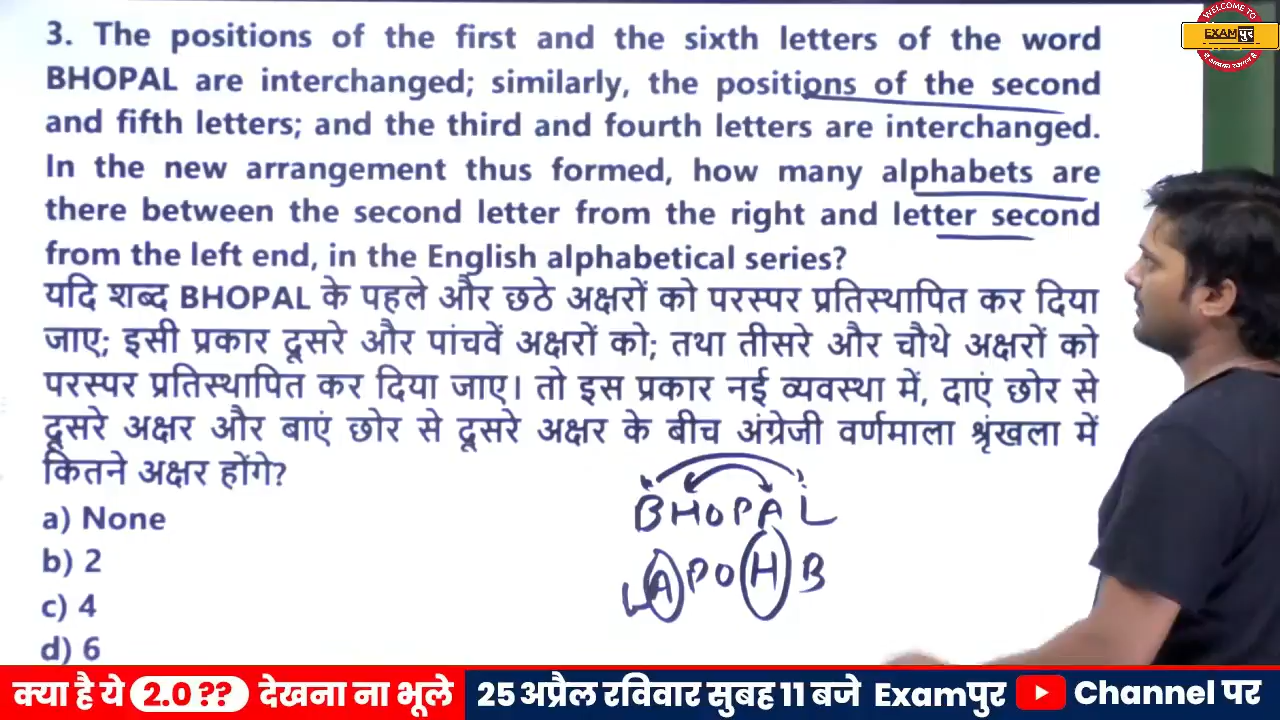 3. The positions of the first and the sixth letters of the word
BHOPAL are interchanged; similarly, the positions of the second
and fifth letters; and the third and fourth letters are interchanged.
In the new arrangement thus formed, how many alphabets are
there between the second letter from the right and letter second
from the left end, in the English alphabetical series?
यदि शब्द BHOPAL के पहले और छठे अक्षरों को परस्पर प्रतिस्थापित कर दिया
जाए; इसी प्रकार दूसरे और पांचवें अक्षरों को; तथा तीसरे और चौथे अक्षरों को
परस्पर प्रतिस्थापित कर दिया जाए। तो इस प्रकार नई व्यवस्था में, दाएं छोर से
दूसरे अक्षर और बाएं छोर से दूसरे अक्षर के बीच अंग्रेजी वर्णमाला श्रृंखला में
कितने अक्षर होंगे?
a) None
b) 2
c) 4
d) 6
BHOPAL
LAPOHB
WELCOME TO
EXAMपुर
क्या है ये 2.0 ?? देखना ना भूले
25 अप्रैल रविवार सुबह 11 बजे Examपुर Channel पर